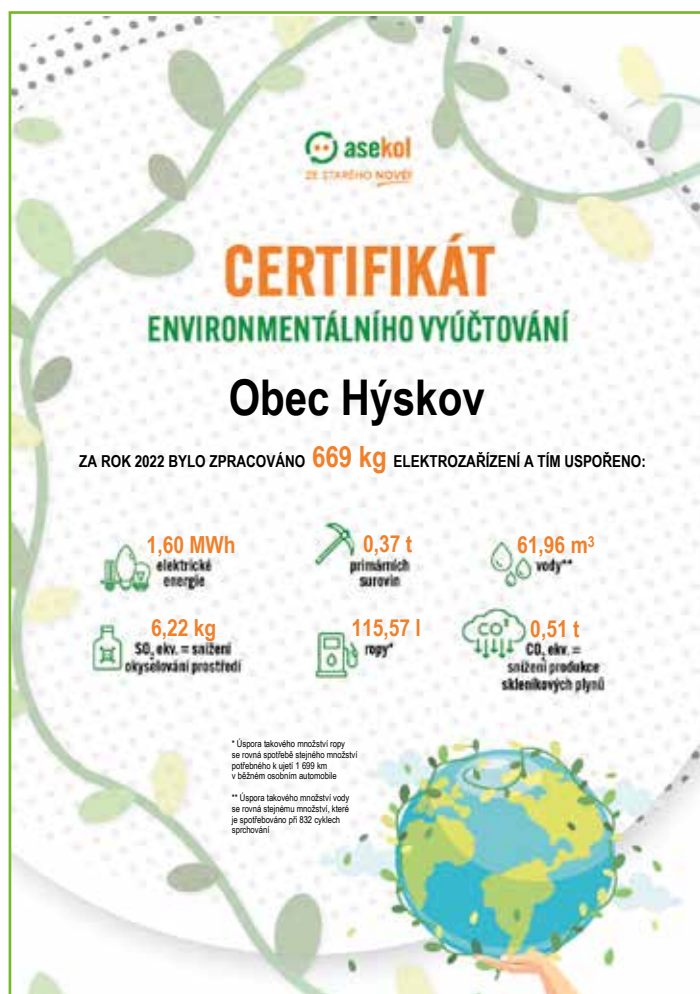 asekol
ZE STARÉHO NOVÉ!
CERTIFIKÁT
ENVIRONMENTÁLNÍHO VYÚČTOVÁNÍ
Obec Hýskov
ZA ROK 2022 BYLO ZPRACOVÁNO 669 kg ELEKTROZAŘÍZENÍ A TÍM USPOŘENO:
1,60 MWh
elektrické
energie
0,37 t
primárních
surovin
61,96 m³
vody**
6,22 kg
SO₂ ekv. = snížení
okyselování prostředí
115,57 l
ropy*
CO²
0,51 t
CO₂ ekv. =
snížení produkce
skleníkových plynů
* Úspora takového množství ropy
se rovná spotřebě stejného množství
potřebného k ujetí 1 699 km
v běžném osobním automobile
** Úspora takového množství vody
se rovná stejnému množství, které
je spotřebováno při 832 cyklech
sprchování